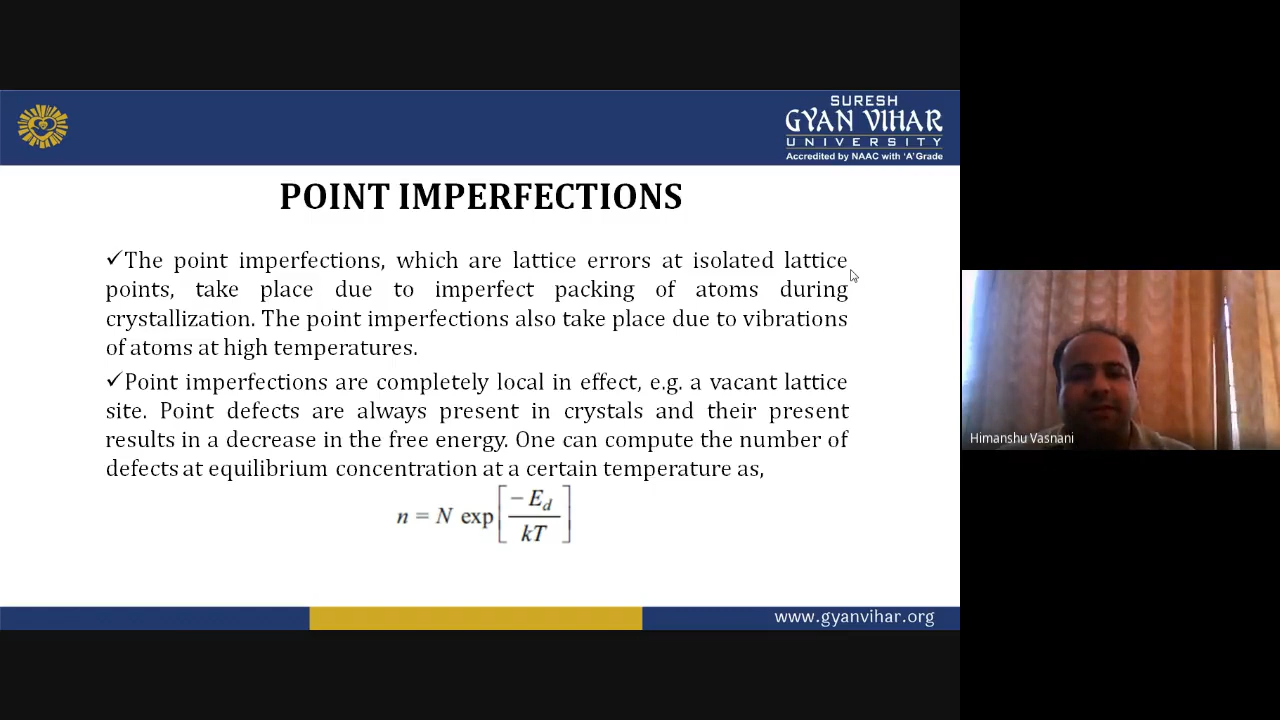 SURESH
GYAN VIHAR
UNIVERSITY
Accredited by NAAC with 'A' Grade
POINT IMPERFECTIONS
✓The point imperfections, which are lattice errors at isolated lattice
points, take place due to imperfect packing of atoms during
crystallization. The point imperfections also take place due to vibrations
of atoms at high temperatures.
✓Point imperfections are completely local in effect, e.g. a vacant lattice
site. Point defects are always present in crystals and their present
results in a decrease in the free energy. One can compute the number of
defects at equilibrium concentration at a certain temperature as,
n = N exp[−E_d / kT]
Himanshu Vasnani
www.gyanvihar.org